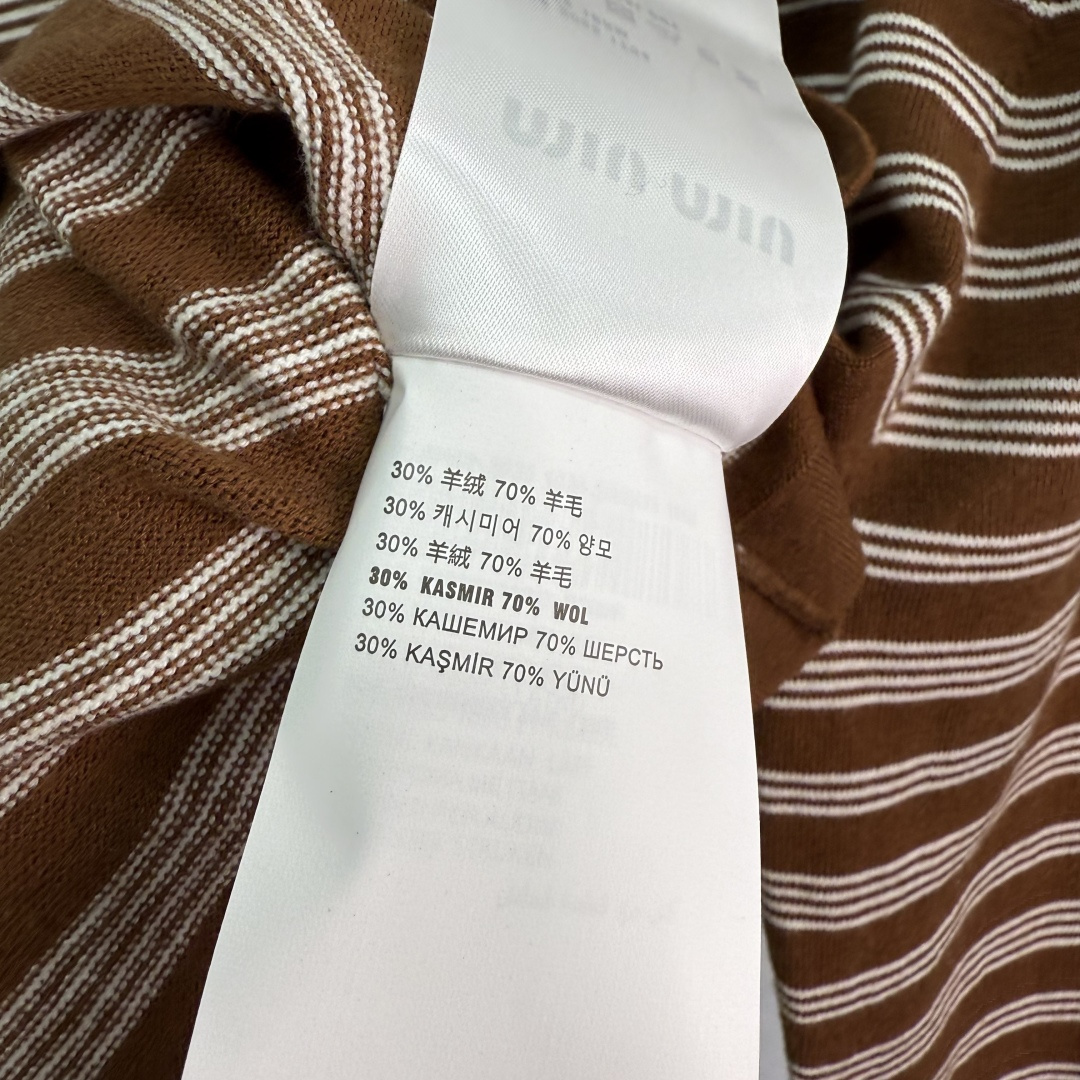 miu miu
30% 羊绒 70% 羊毛
30% 캐시미어 70% 양모
30% 羊絨 70% 羊毛
30% KASMIR 70% WOL
30% КАШЕМИР 70% ШЕРСТЬ
30% KAŞMİR 70% YÜNÜ